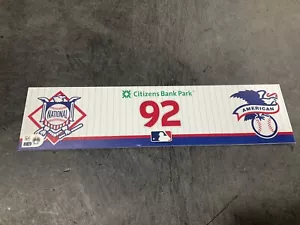 Citizens Bank Park
92
NATIONAL
AMERICAN